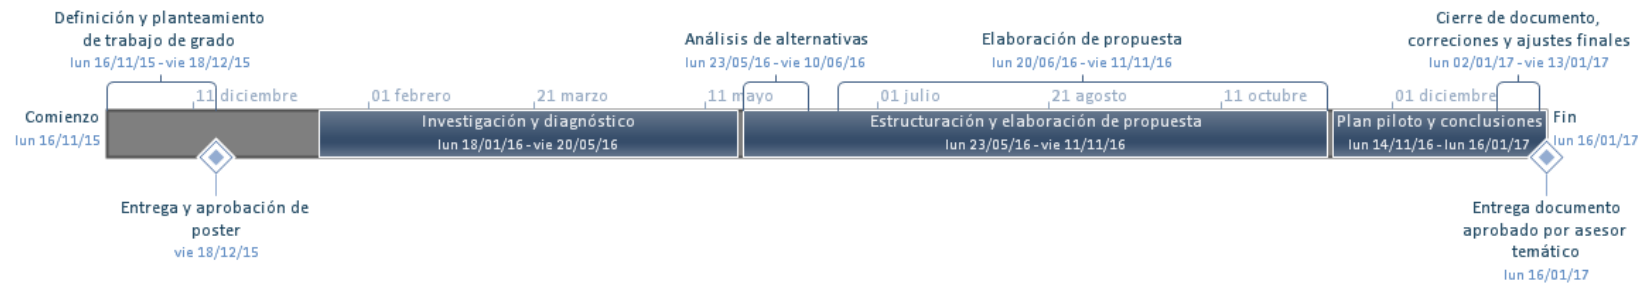 Definición y planteamiento
de trabajo de grado
lun 16/11/15 - vie 18/12/15
Análisis de alternativas
lun 23/05/16 - vie 10/06/16
Elaboración de propuesta
lun 20/06/16 - vie 11/11/16
Cierre de documento,
correciones y ajustes finales
lun 02/01/17 - vie 13/01/17
11 diciembre
01 febrero
21 marzo
11 mayo
01 julio
21 agosto
11 octubre
01 diciembre
Comienzo
lun 16/11/15
Investigación y diagnóstico
lun 18/01/16 - vie 20/05/16
Estructuración y elaboración de propuesta
lun 23/05/16 - vie 11/11/16
Plan piloto y conclusiones
lun 14/11/16 - lun 16/01/17
Fin
lun 16/01/17
Entrega y aprobación de
poster
vie 18/12/15
Entrega documento
aprobado por asesor
temático
lun 16/01/17